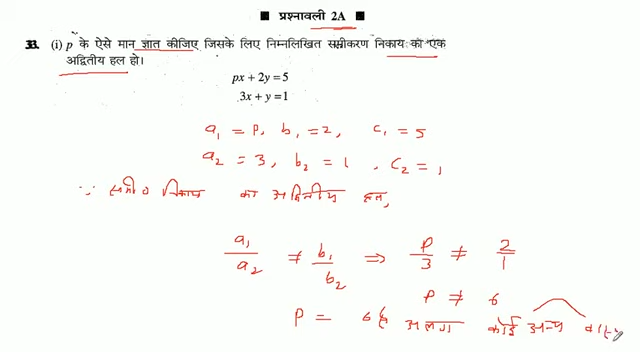 ■ प्रश्नावली 2A ■
33. (i) p के ऐसे मान ज्ञात कीजिए जिसके लिए निम्नलिखित समीकरण निकाय का एक
अद्वितीय हल हो।
px + 2y = 5
3x + y = 1
a₁ = p, b₁ = 2, c₁ = 5
a₂ = 3, b₂ = 1, c₂ = 1
∵ समी० निकाय का अद्वितीय हल,
a₁/a₂ ≠ b₁/b₂ ⇒ p/3 ≠ 2/1
p ≠ 6
p = 6 से अलग कोई अन्य